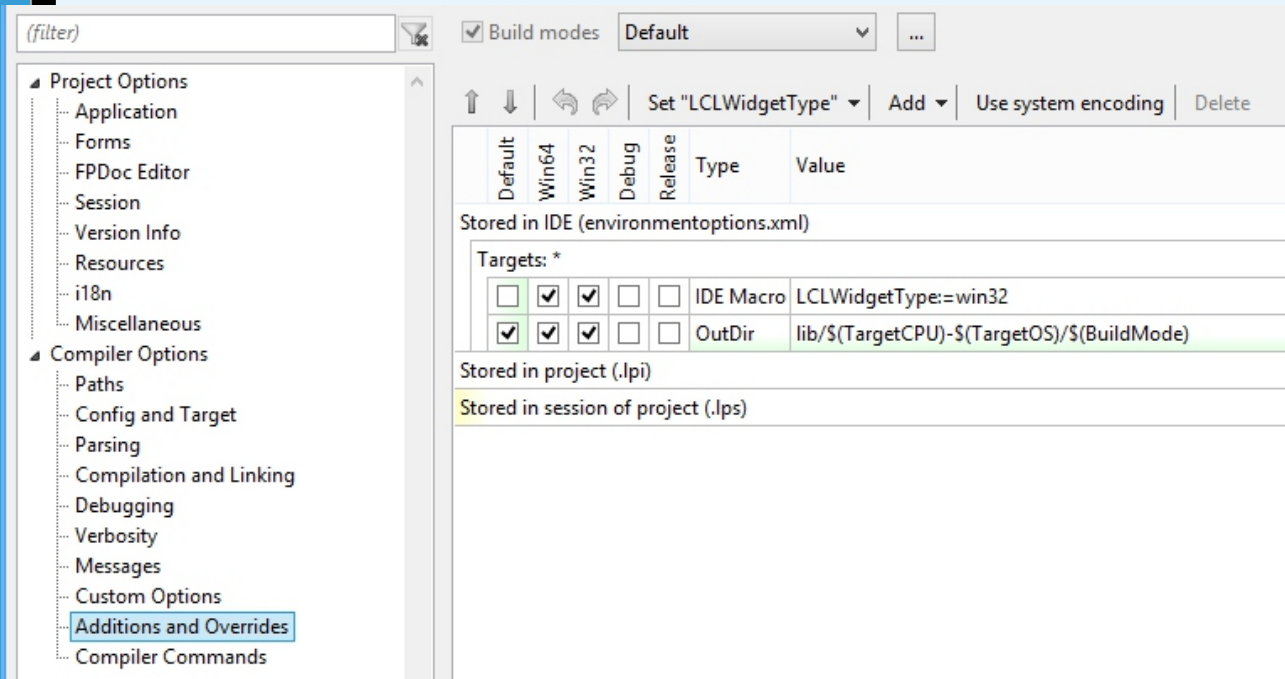 (filter)
Build modes Default ...
Project Options
Application
Forms
FPDoc Editor
Session
Version Info
Resources
i18n
Miscellaneous
Compiler Options
Paths
Config and Target
Parsing
Compilation and Linking
Debugging
Verbosity
Messages
Custom Options
Additions and Overrides
Compiler Commands
Set "LCLWidgetType" Add Use system encoding Delete
Default Win64 Win32 Debug Release Type Value
Stored in IDE (environmentoptions.xml)
Targets: *
IDE Macro LCLWidgetType:=win32
OutDir lib/$(TargetCPU)-$(TargetOS)/$(BuildMode)
Stored in project (.lpi)
Stored in session of project (.lps)